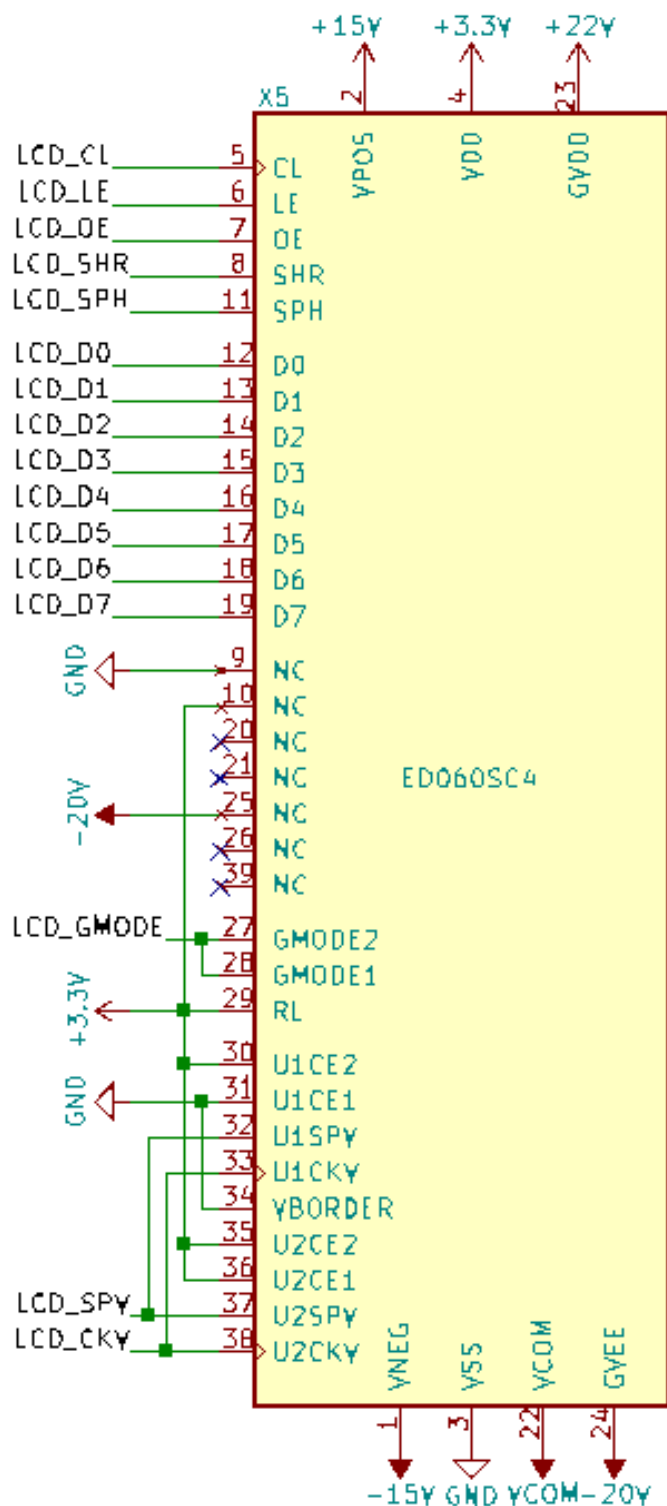 +15V +3.3V +22V
X5 2 4 23
VPOS VDD GVDD
LCD_CL 5 CL
LCD_LE 6 LE
LCD_OE 7 OE
LCD_SHR 8 SHR
LCD_SPH 11 SPH
LCD_D0 12 D0
LCD_D1 13 D1
LCD_D2 14 D2
LCD_D3 15 D3
LCD_D4 16 D4
LCD_D5 17 D5
LCD_D6 18 D6
LCD_D7 19 D7
GND 9 NC
10 NC
20 NC
21 NC ED060SC4
-20V 25 NC
26 NC
39 NC
LCD_GMODE 27 GMODE2
28 GMODE1
+3.3V 29 RL
30 U1CE2
GND 31 U1CE1
32 U1SPV
33 U1CKV
34 VBORDER
35 U2CE2
36 U2CE1
LCD_SPV 37 U2SPV
LCD_CKV 38 U2CKV
VNEG VSS VCOM GVEE
1 3 22 24
-15V GND VCOM -20V